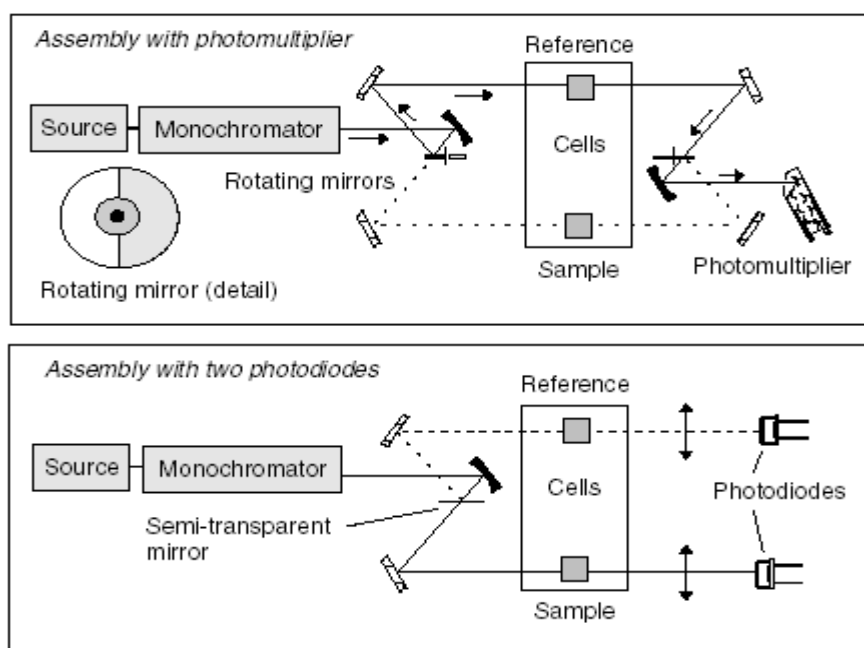 Assembly with photomultiplier
Reference
Source
Monochromator
Cells
Rotating mirrors
Sample
Photomultiplier
Rotating mirror (detail)
Assembly with two photodiodes
Reference
Source
Monochromator
Cells
Photodiodes
Semi-transparent
mirror
Sample